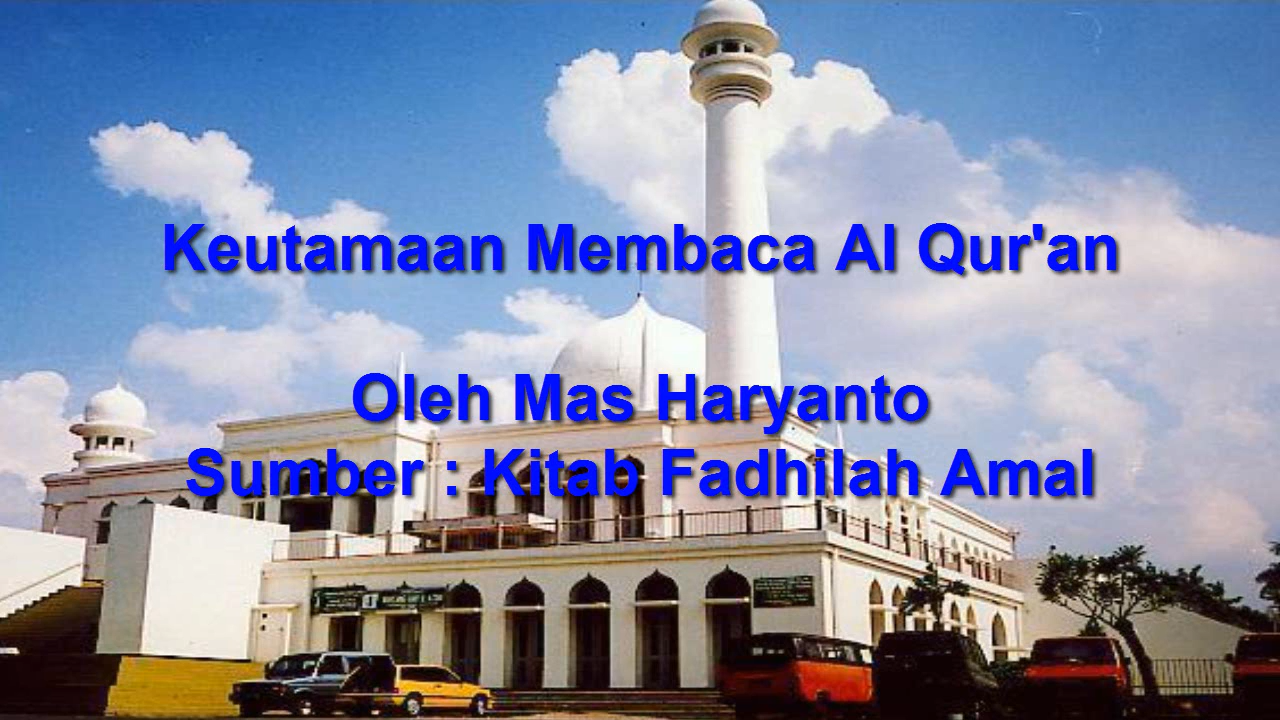 Keutamaan Membaca Al Qur'an
Oleh Mas Haryanto
Sumber : Kitab Fadhilah Amal